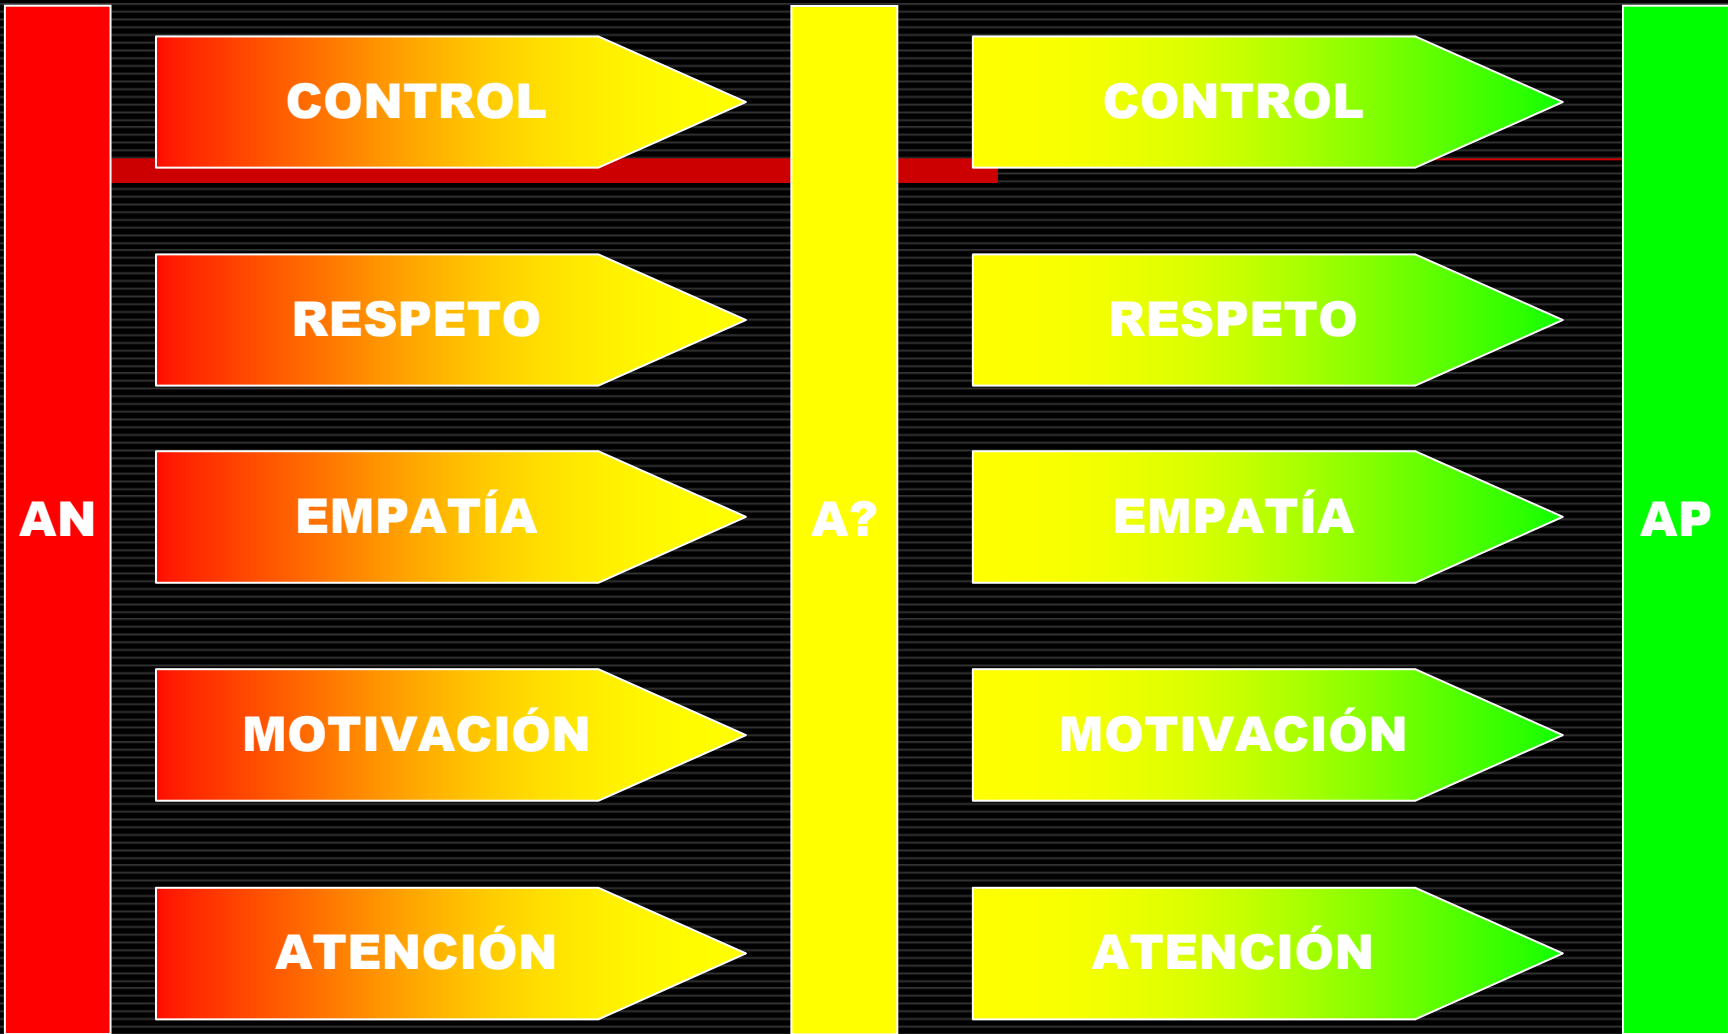 CONTROL
CONTROL
RESPETO
RESPETO
AN
EMPATÍA
A?
EMPATÍA
AP
MOTIVACIÓN
MOTIVACIÓN
ATENCIÓN
ATENCIÓN